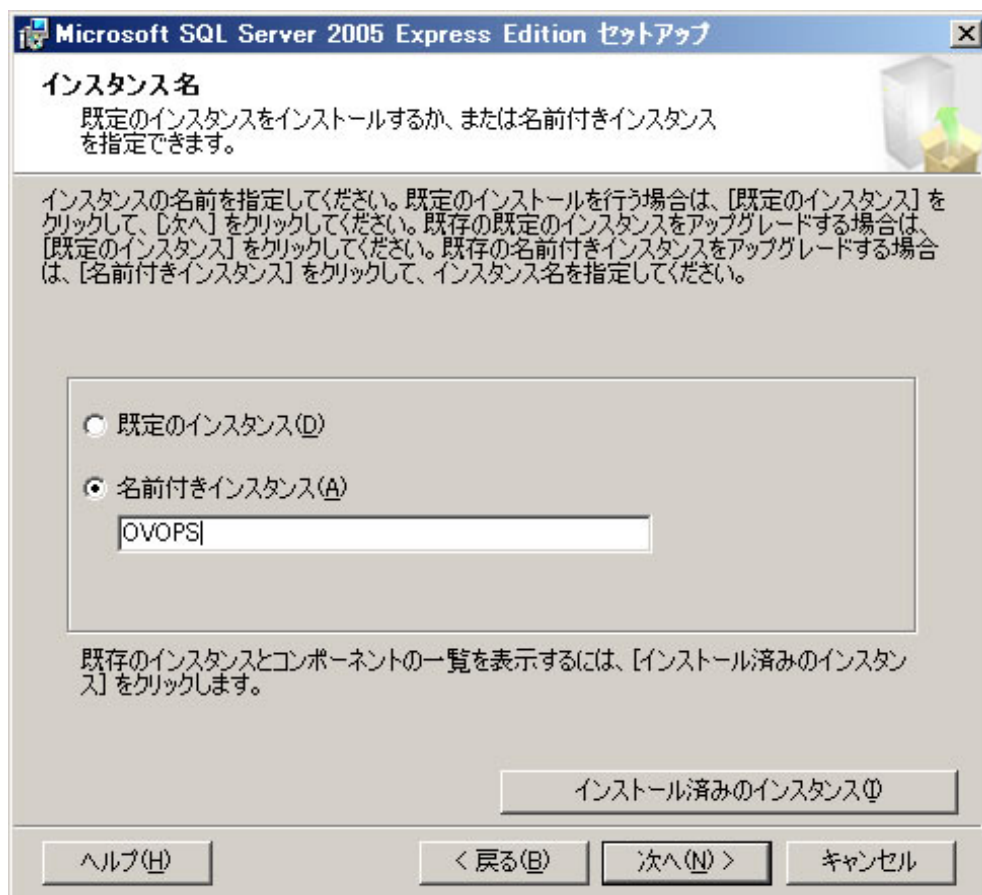 Microsoft SQL Server 2005 Express Edition セットアップ
インスタンス名
既定のインスタンスをインストールするか、または名前付きインスタンス
を指定できます。
インスタンスの名前を指定してください。既定のインストールを行う場合は、[既定のインスタンス] を
クリックして、[次へ] をクリックしてください。既存の既定のインスタンスをアップグレードする場合は、
[既定のインスタンス] をクリックしてください。既存の名前付きインスタンスをアップグレードする場合
は、[名前付きインスタンス] をクリックして、インスタンス名を指定してください。
既定のインスタンス(D)
名前付きインスタンス(A)
OVOPS
既存のインスタンスとコンポーネントの一覧を表示するには、[インストール済みのインスタン
ス] をクリックします。
インストール済みのインスタンス(I)
ヘルプ(H)
< 戻る(B)
次へ(N) >
キャンセル